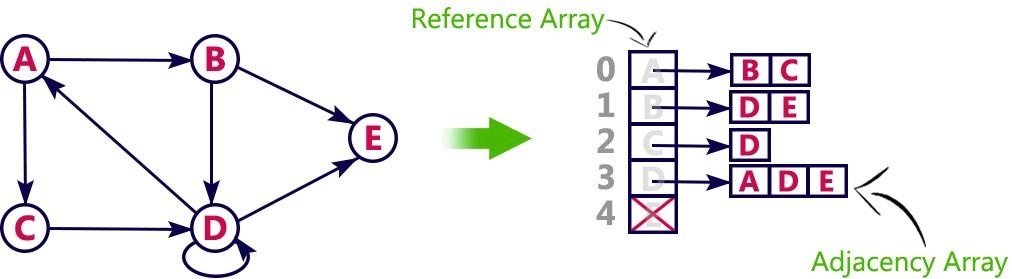 Reference Array
A B
E
C D
0 A B C
1 B D E
2 C D
3 D A D E
4 E
Adjacency Array